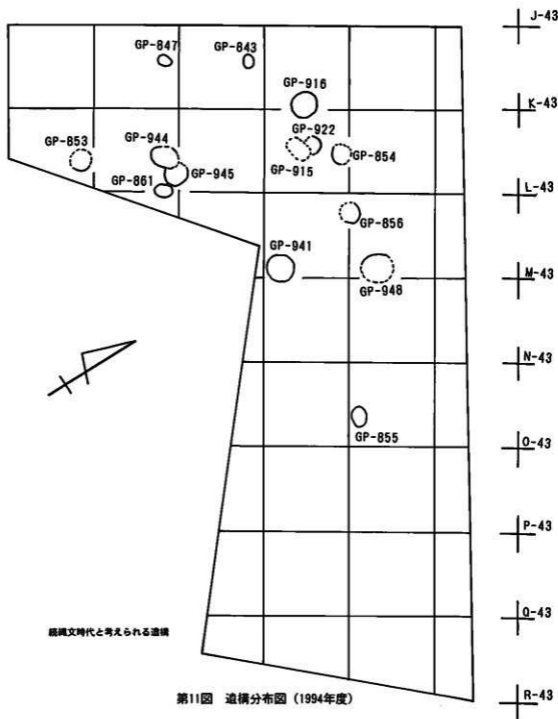 J-43
GP-847
GP-843
GP-916
K-43
GP-922
GP-944
GP-853
GP-854
GP-915
GP-945
GP-861
L-43
GP-856
GP-941
M-43
GP-948
N-43
GP-855
O-43
P-43
Q-43
続縄文時代と考えられる遺構
第11図 遺構分布図（1994年度）
R-43